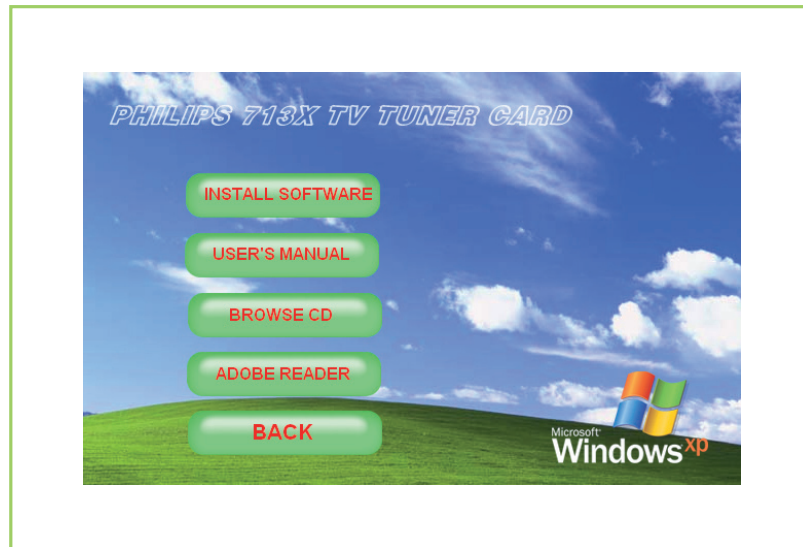 PHILIPS 713X TV TUNER CARD
INSTALL SOFTWARE
USER'S MANUAL
BROWSE CD
ADOBE READER
BACK
Microsoft
Windows xp